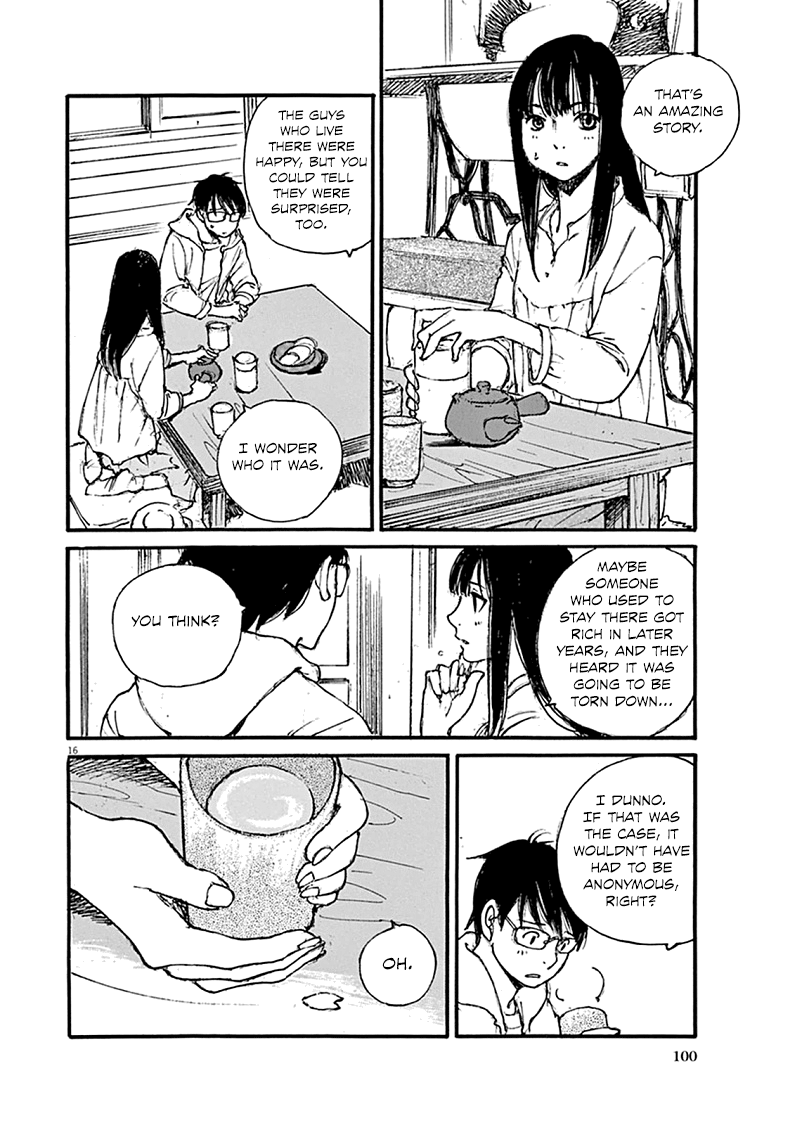 THAT'S
AN AMAZING
STORY.
THE GUYS
WHO LIVE
THERE WERE
HAPPY, BUT YOU
COULD TELL
THEY WERE
SURPRISED,
TOO.
I WONDER
WHO IT WAS.
MAYBE
SOMEONE
WHO USED TO
STAY THERE GOT
RICH IN LATER
YEARS, AND THEY
HEARD IT WAS
GOING TO BE
TORN DOWN...
YOU THINK?
I DUNNO.
IF THAT WAS
THE CASE, IT
WOULDN'T HAVE
HAD TO BE
ANONYMOUS,
RIGHT?
16
OH.
100